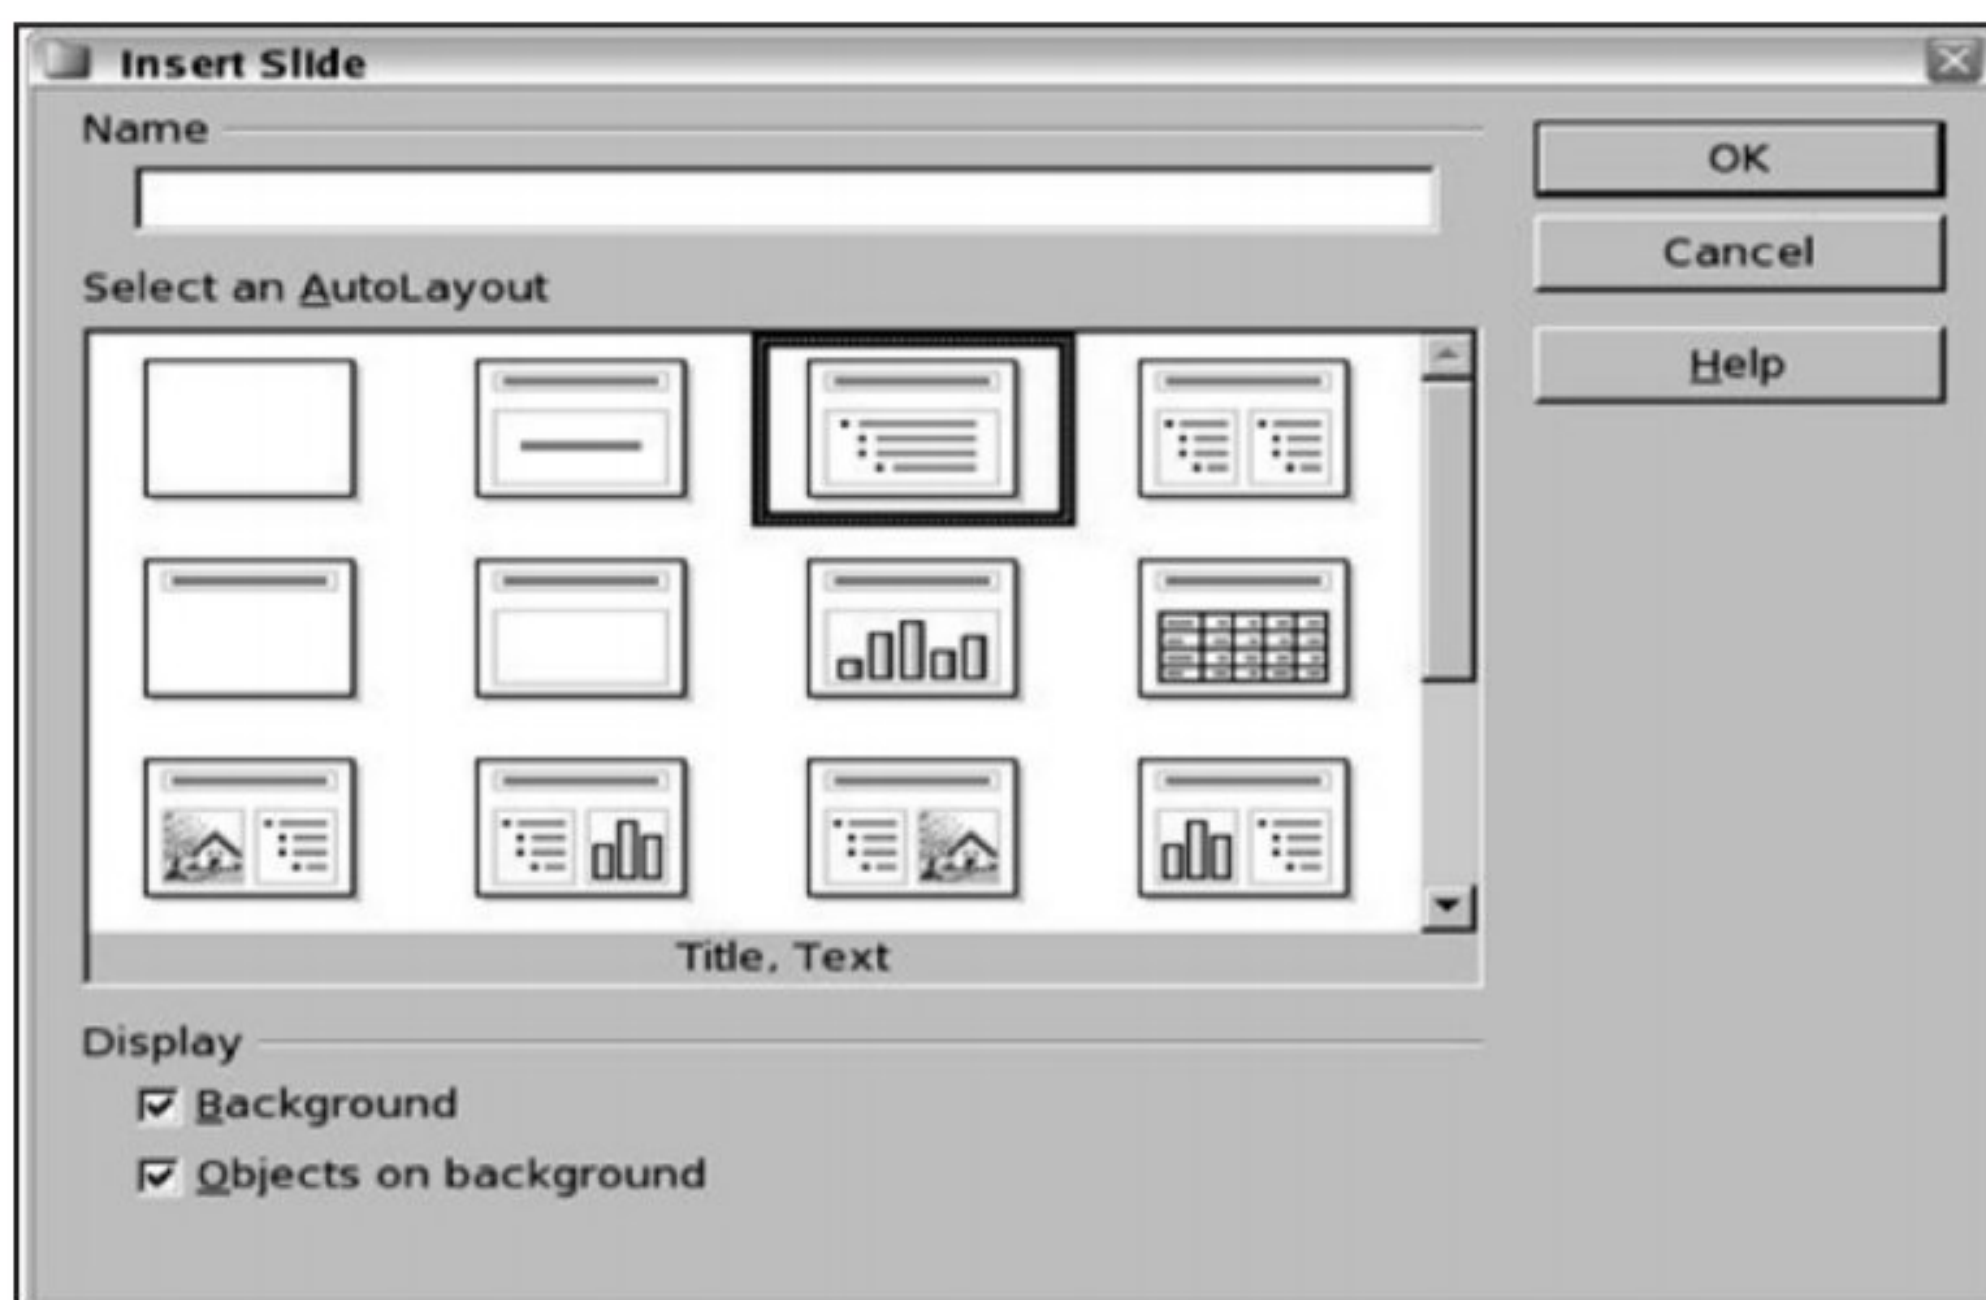 Insert Slide
Name
OK
Cancel
Select an AutoLayout
Help
Title, Text
Display
Background
Objects on background